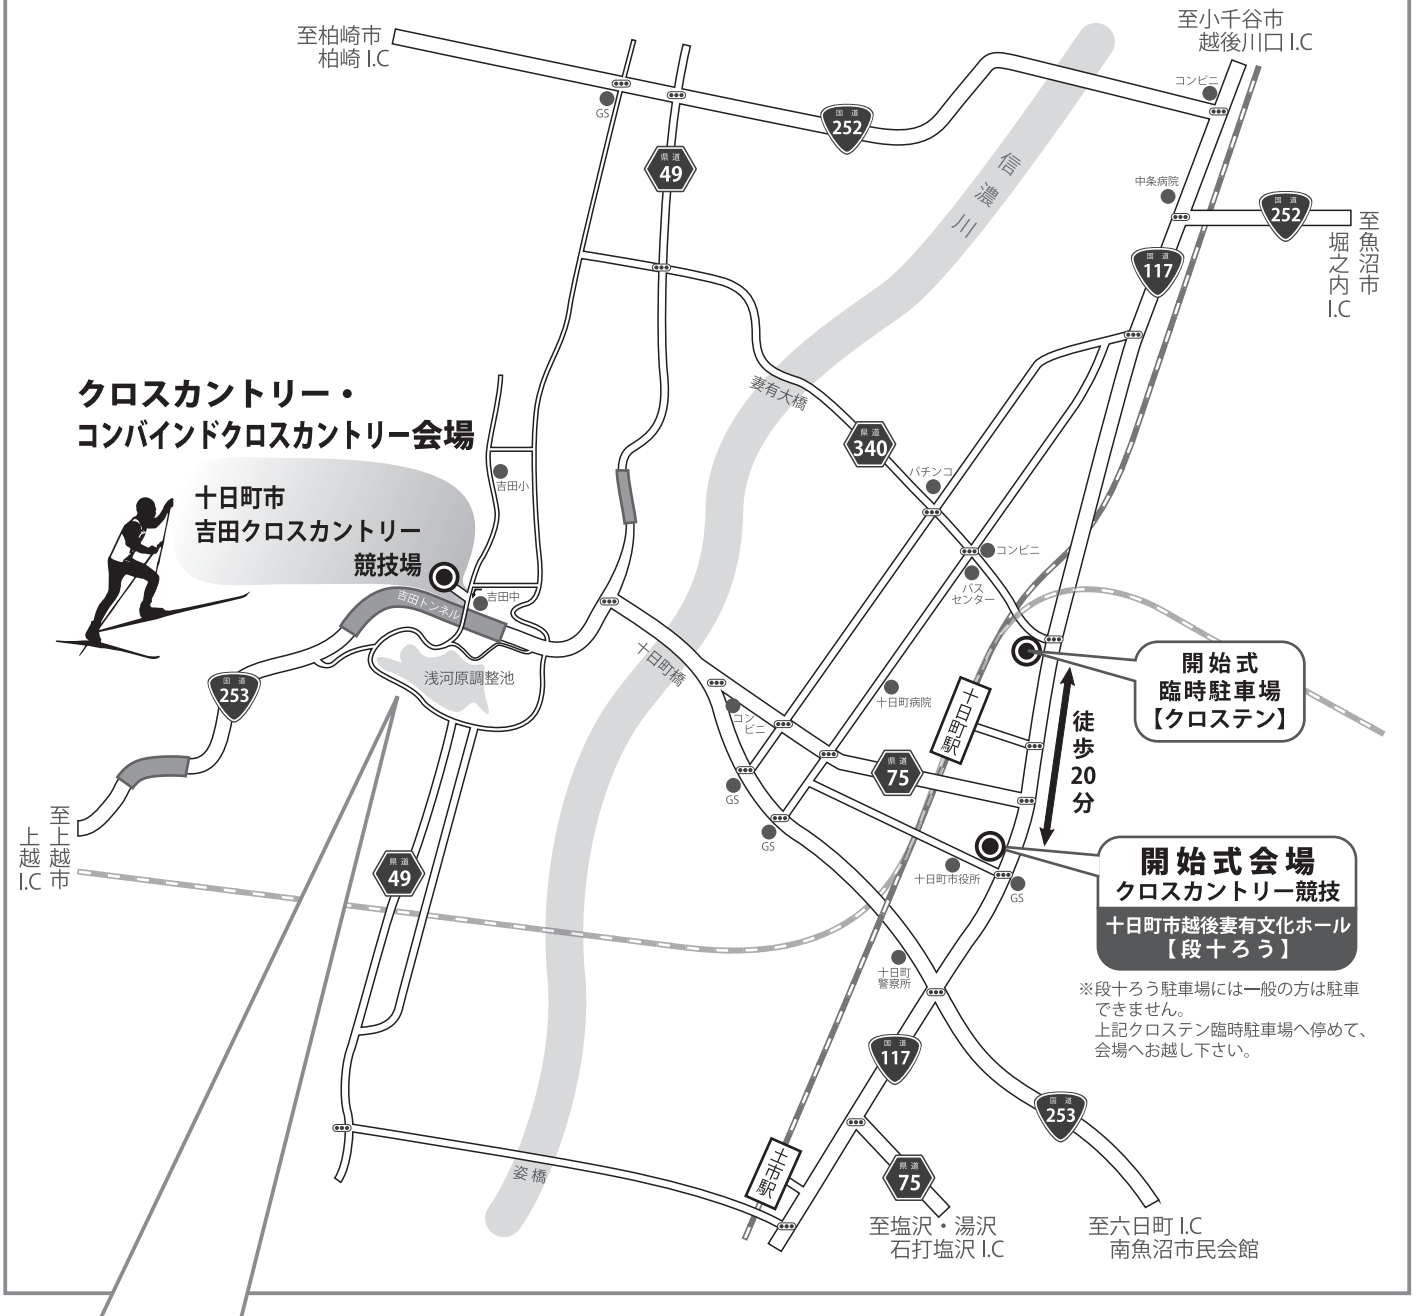 至柏崎市
柏崎 I.C
至小千谷市
越後川口 I.C
コンビニ
GS
国道
252
県道
49
信濃川
中条病院
国道
252
至魚沼市
堀之内 I.C
国道
117
クロスカントリー・
コンバインドクロスカントリー会場
十日町市
吉田クロスカントリー
競技場
妻有大橋
県道
340
パチンコ
吉田小
コンビニ
バス
センター
吉田中
吉田トンネル
十日町橋
浅河原調整池
国道
253
十日町病院
コン
ビニ
十日町駅
開始式
臨時駐車場
【クロステン】
徒歩20分
県道
75
GS
GS
至上越市
上越 I.C
県道
49
十日町市役所
GS
開始式会場
クロスカントリー競技
十日町市越後妻有文化ホール
【段十ろう】
十日町
警察所
※段十ろう駐車場には一般の方は駐車
できません。
上記クロステン臨時駐車場へ停めて、
会場へお越し下さい。
国道
117
国道
253
姿橋
土市駅
県道
75
至塩沢・湯沢
石打塩沢 I.C
至六日町 I.C
南魚沼市民会館